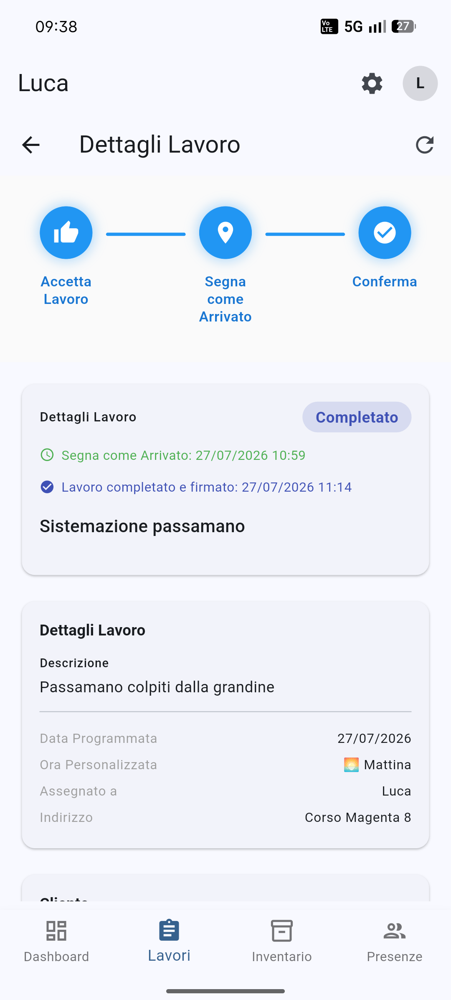 09:38
Vo LTE 5G 27
Luca
L
Dettagli Lavoro
Accetta Lavoro
Segna come Arrivato
Conferma
Dettagli Lavoro
Completato
Segna come Arrivato: 27/07/2026 10:59
Lavoro completato e firmato: 27/07/2026 11:14
Sistemazione passamano
Dettagli Lavoro
Descrizione
Passamano colpiti dalla grandine
Data Programmata 27/07/2026
Ora Personalizzata 🌅 Mattina
Assegnato a Luca
Indirizzo Corso Magenta 8
Dashboard
Lavori
Inventario
Presenze